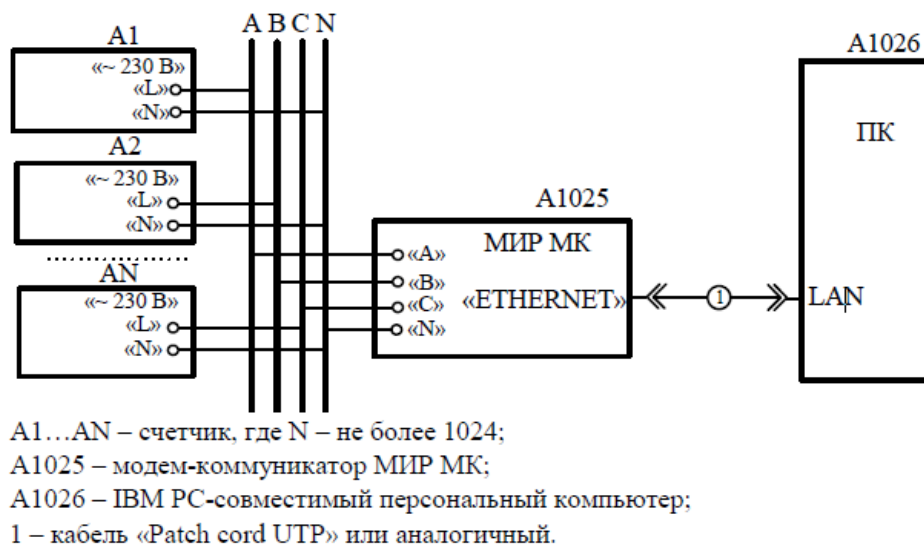 A B C N
A1
«~ 230 В»
«L»
«N»
A2
«~ 230 В»
«L»
«N»
AN
«~ 230 В»
«L»
«N»
A1025
МИР МК
«A»
«B»
«C»
«ETHERNET»
«N»
1
A1026
ПК
LAN
A1…AN – счетчик, где N – не более 1024;
A1025 – модем-коммуникатор МИР МК;
A1026 – IBM PC-совместимый персональный компьютер;
1 – кабель «Patch cord UTP» или аналогичный.